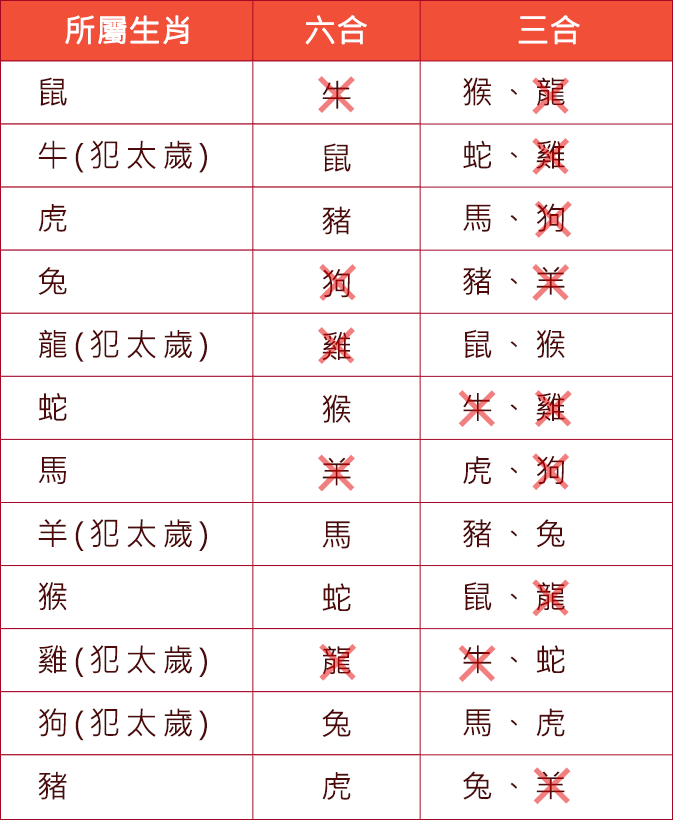 所屬生肖 六合 三合
鼠 牛 猴、龍
牛(犯太歲) 鼠 蛇、雞
虎 豬 馬、狗
兔 狗 豬、羊
龍(犯太歲) 雞 鼠、猴
蛇 猴 牛、雞
馬 羊 虎、狗
羊(犯太歲) 馬 豬、兔
猴 蛇 鼠、龍
雞(犯太歲) 龍 牛、蛇
狗(犯太歲) 兔 馬、虎
豬 虎 兔、羊